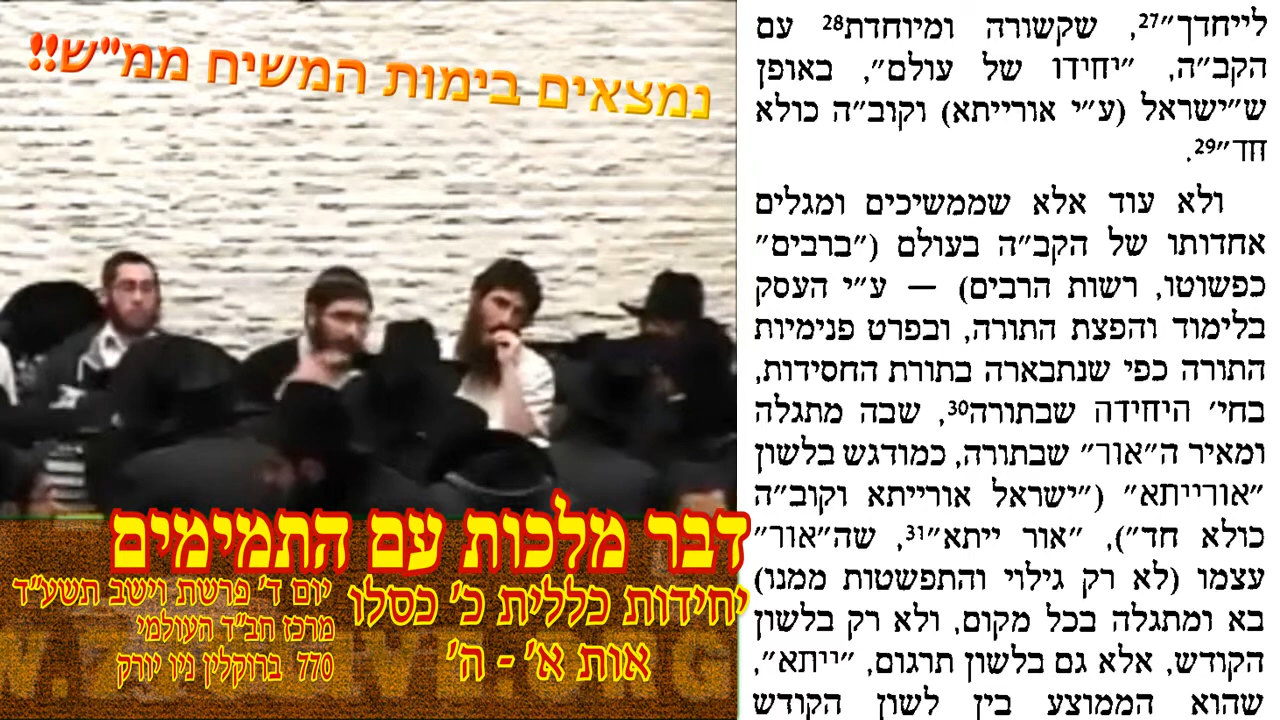 נמצאים בימות המשיח ממ"ש!!
דבר מלכות עם התמימים
יחידות כללית כ' כסלו
אות א' - ה'
יום ד' פרשת וישב תשע"ד
מרכז חב"ד העולמי
770 ברוקלין ניו יורק
לייחדך״27, שקשורה ומיוחדת28 עם
הקב״ה, ״יחידו של עולם״, באופן
ש״ישראל (ע״י אורייתא) וקוב״ה כולא
חד״29.
ולא עוד אלא שממשיכים ומגלים
אחדותו של הקב״ה בעולם (״ברבים״
כפשוטו, רשות הרבים) — ע״י העסק
בלימוד והפצת התורה, ובפרט פנימיות
התורה כפי שנתבארה בתורת החסידות,
בחי׳ היחידה שבתורה30, שבה מתגלה
ומאיר ה״אור״ שבתורה, כמודגש בלשון
״אורייתא״ (״ישראל אורייתא וקוב״ה
כולא חד״), ״אור ייתא״31, שה״אור״
עצמו (לא רק גילוי והתפשטות ממנו)
בא ומתגלה בכל מקום, ולא רק בלשון
הקודש, אלא גם בלשון תרגום, ״ייתא״,
שהוא הממוצע בין לשון הקודש